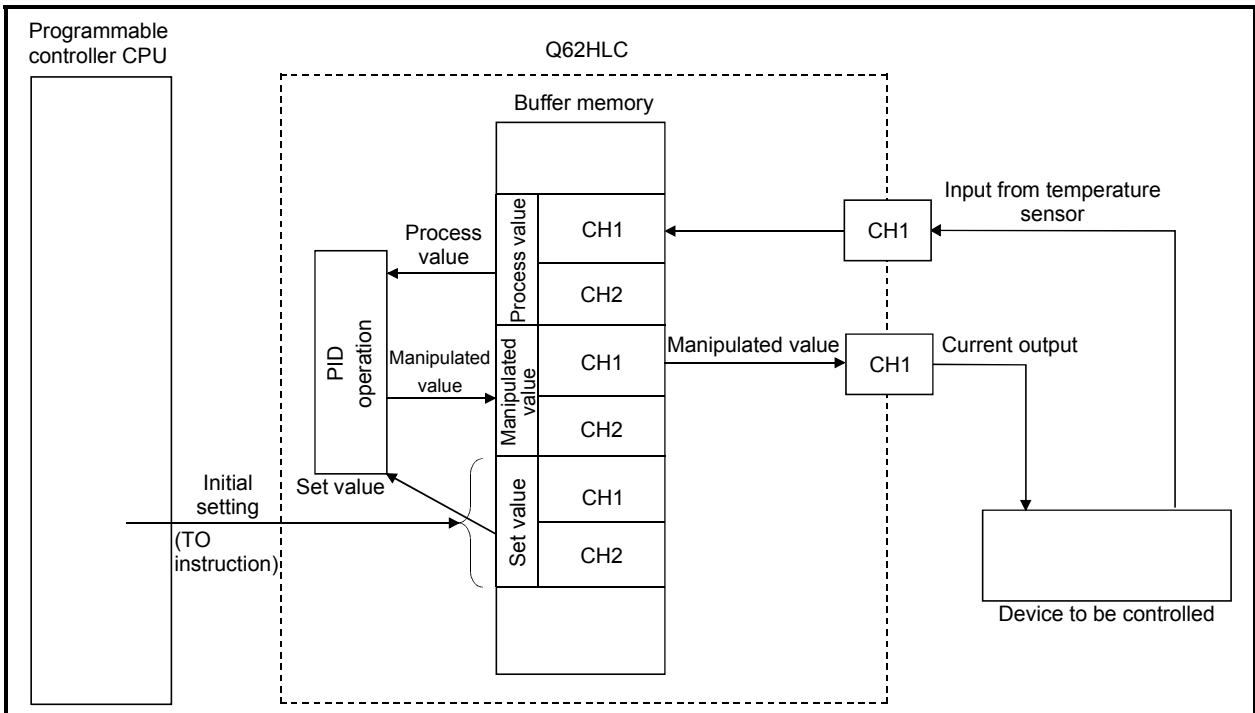 Programmable
controller CPU
Q62HLC
Buffer memory
Process value
CH1
CH2
Manipulated
value
CH1
CH2
Set value
CH1
CH2
Process
value
PID
operation
Manipulated
value
Set value
Initial
setting
(TO
instruction)
CH1
Input from temperature
sensor
Manipulated value
CH1
Current output
Device to be controlled